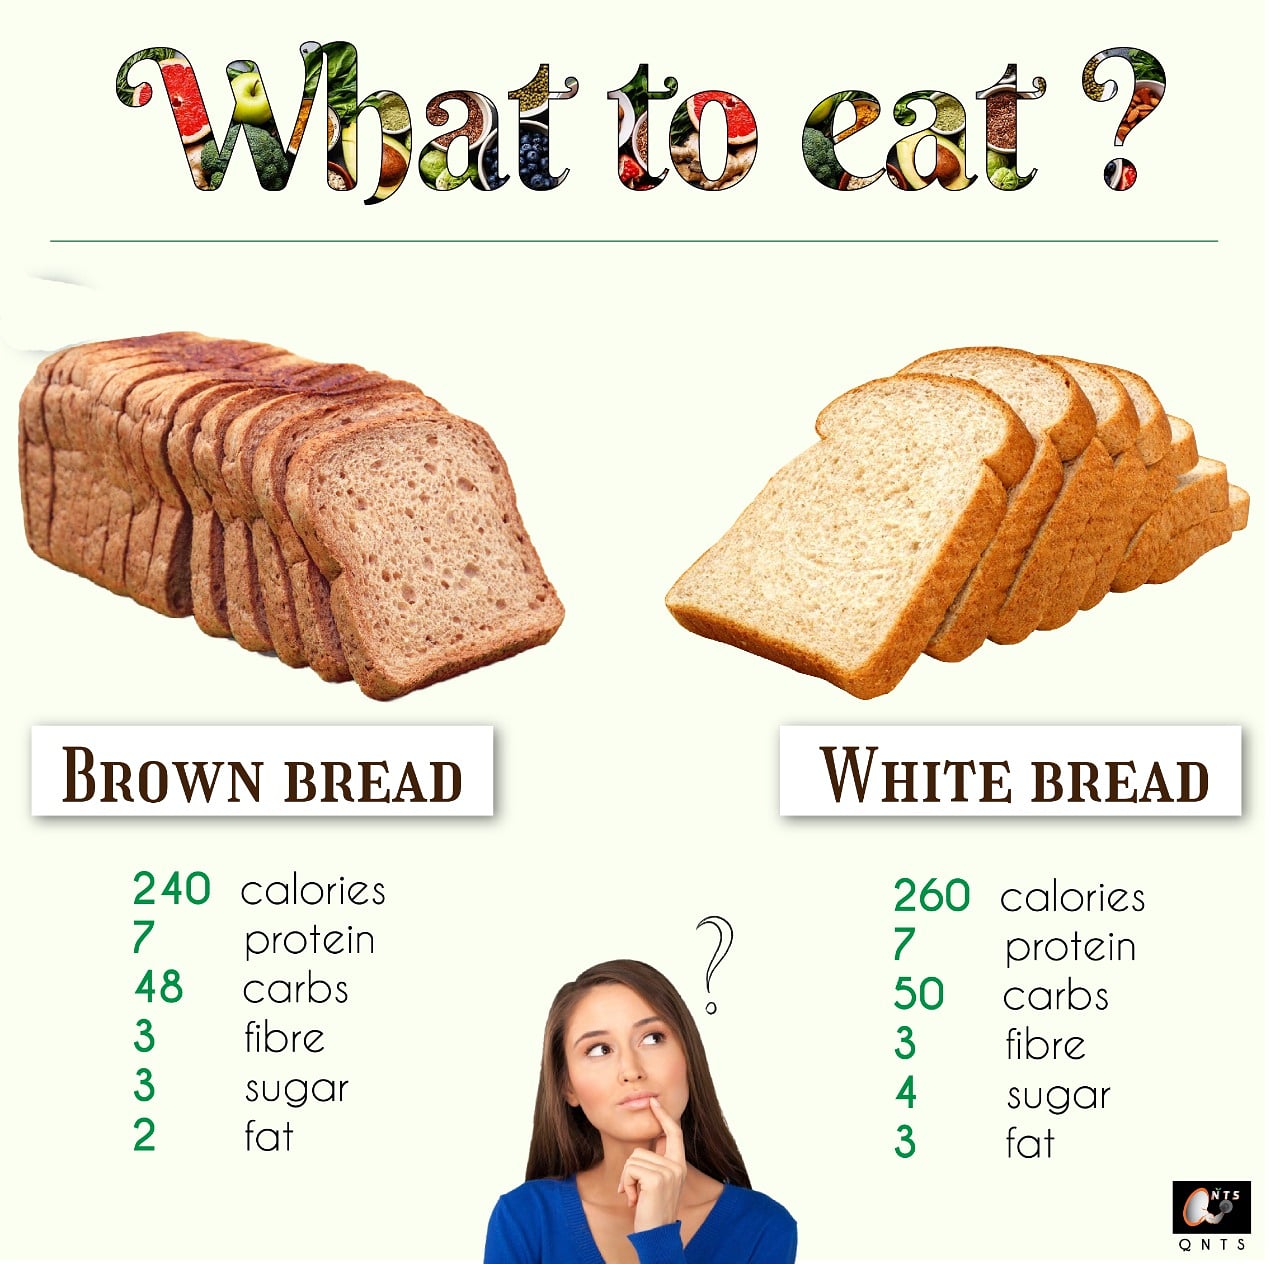 What to eat ?
BROWN BREAD
240 calories
7 protein
48 carbs
3 fibre
3 sugar
2 fat
WHITE BREAD
260 calories
7 protein
50 carbs
3 fibre
4 sugar
3 fat
?
QNTS
QNTS